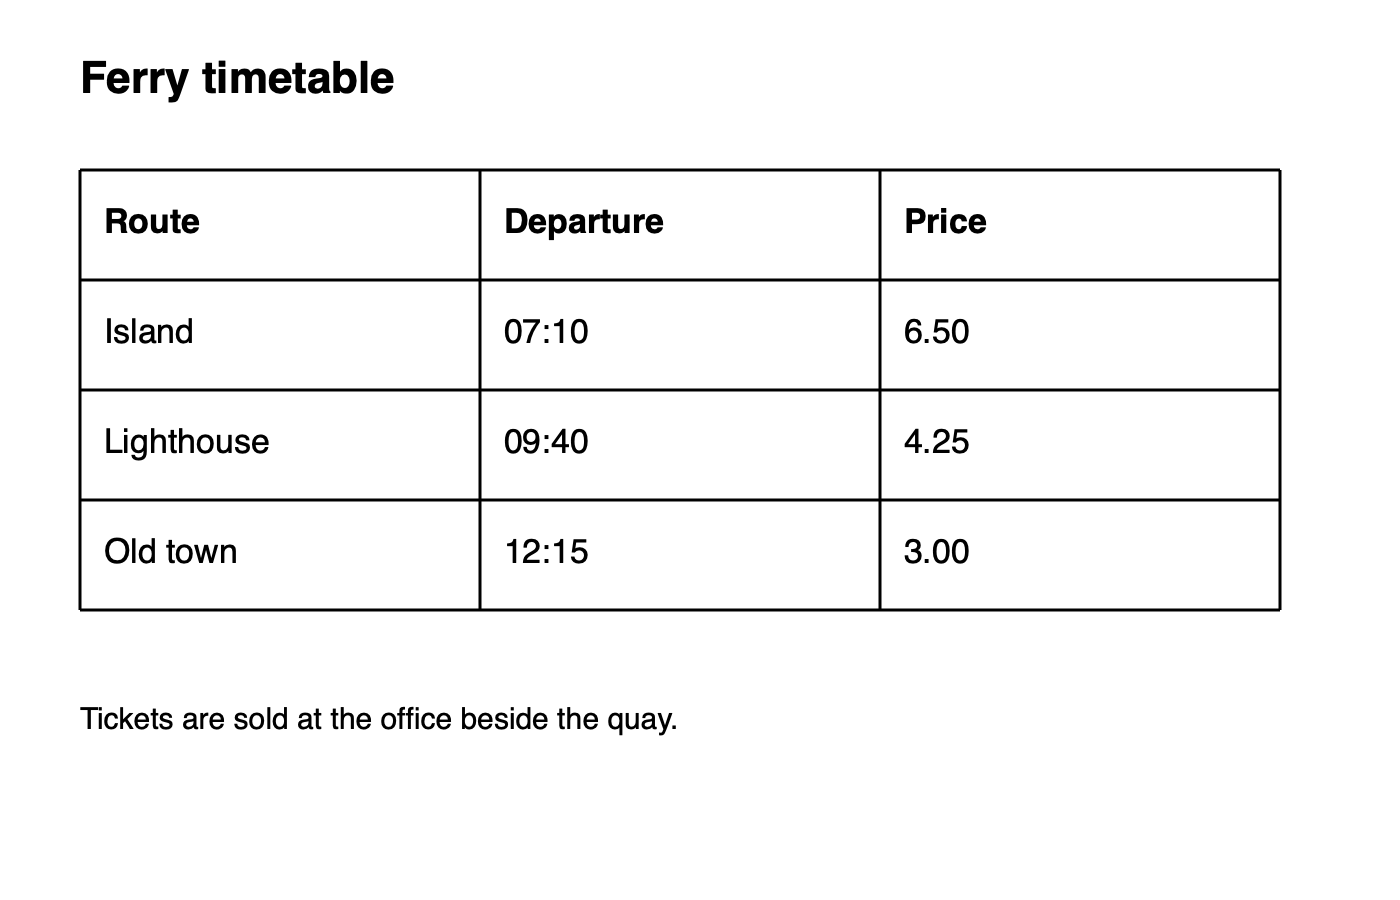 Ferry timetable
Route Departure Price
Island 07:10 6.50
Lighthouse 09:40 4.25
Old town 12:15 3.00
Tickets are sold at the office beside the quay.